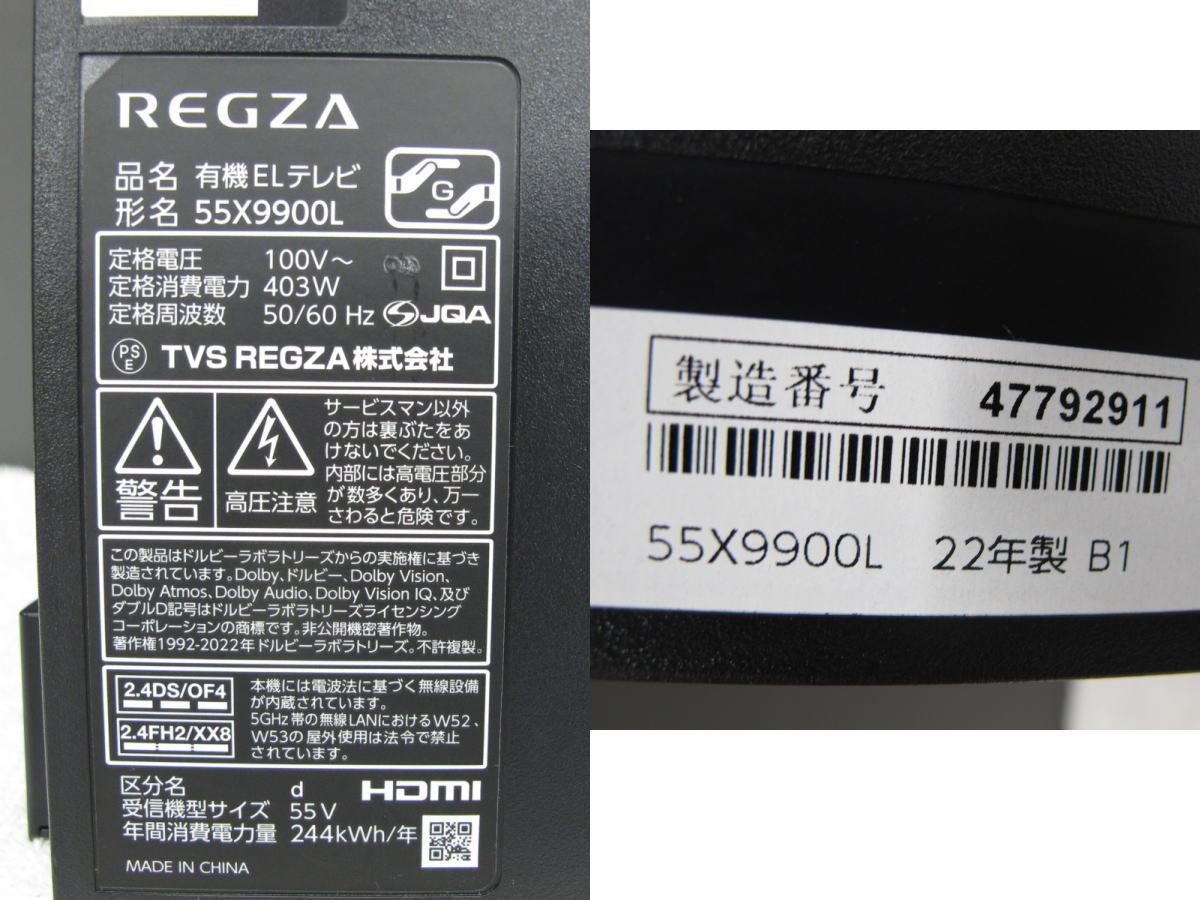 REGZA
品名 有機ELテレビ
形名 55X9900L
G
定格電圧 100V～
定格消費電力 403W
定格周波数 50/60 Hz JQA
PS
E
TVS REGZA株式会社
警告
高圧注意
サービスマン以外
の方は裏ぶたをあ
けないでください。
内部には高電圧部分
が数多くあり、万一
さわると危険です。
この製品はドルビーラボラトリーズからの実施権に基づき
製造されています。Dolby、ドルビー、Dolby Vision、
Dolby Atmos、Dolby Audio、Dolby Vision IQ、及び
ダブルD記号はドルビーラボラトリーズライセンシング
コーポレーションの商標です。非公開機密著作物。
著作権1992-2022年ドルビーラボラトリーズ。不許複製。
2.4DS/OF4
2.4FH2/XX8
本機には電波法に基づく無線設備
が内蔵されています。
5GHz帯の無線LANにおけるW52、
W53の屋外使用は法令で禁止
されています。
区分名 d
HDMI
受信機型サイズ 55V
年間消費電力量 244kWh/年
MADE IN CHINA
製造番号 47792911
55X9900L 22年製 B1